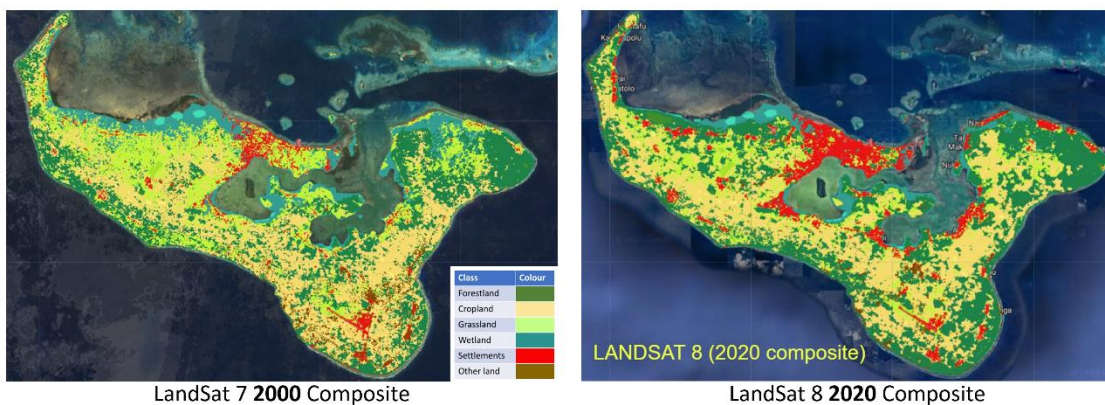 Class Colour
Forestland
Cropland
Grassland
Wetland
Settlements
Other land
LANDSAT 8 (2020 composite)
LandSat 7 2000 Composite
LandSat 8 2020 Composite